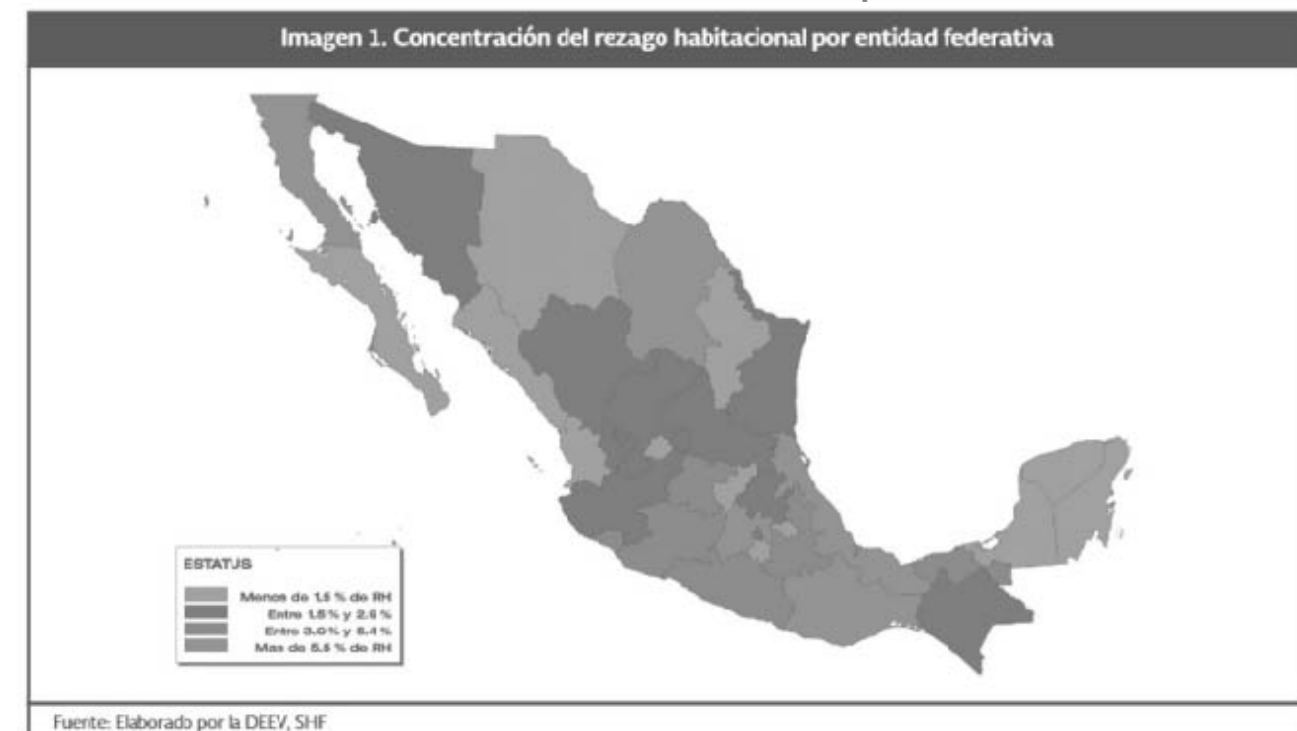 Imagen 1. Concentración del rezago habitacional por entidad federativa
ESTATUS
Menos de 1.5 % de RH
Entre 1.5 % y 2.6 %
Entre 3.0 % y 5.4 %
Mas de 5.5 % de RH
Fuente: Elaborado por la DEEV, SHF